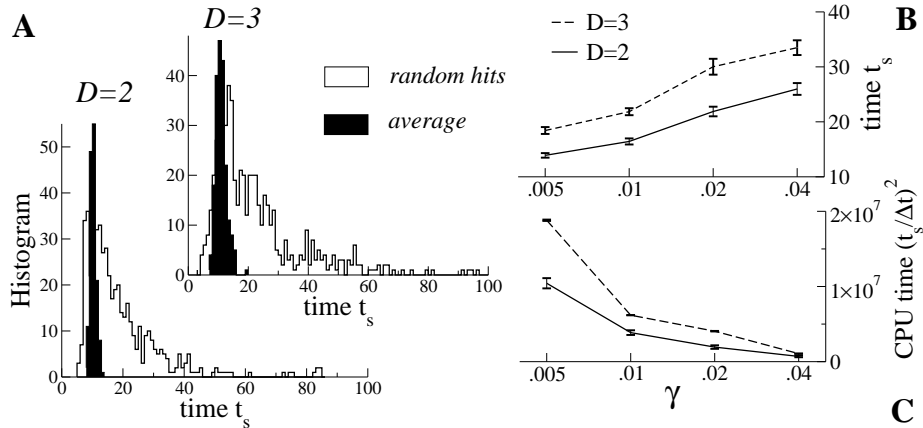 A
D=2
Histogram
50
40
30
20
10
0
0 20 40 60 80 100
time t_s
D=3
40
30
20
10
0
0 20 40 60 80 100
time t_s
random hits
average
B
D=3
D=2
40
30
20
10
time t_s
.005 .01 .02 .04
2×10^7
1×10^7
0
CPU time (t_s/Δt)^2
.005 .01 .02 .04
γ
C